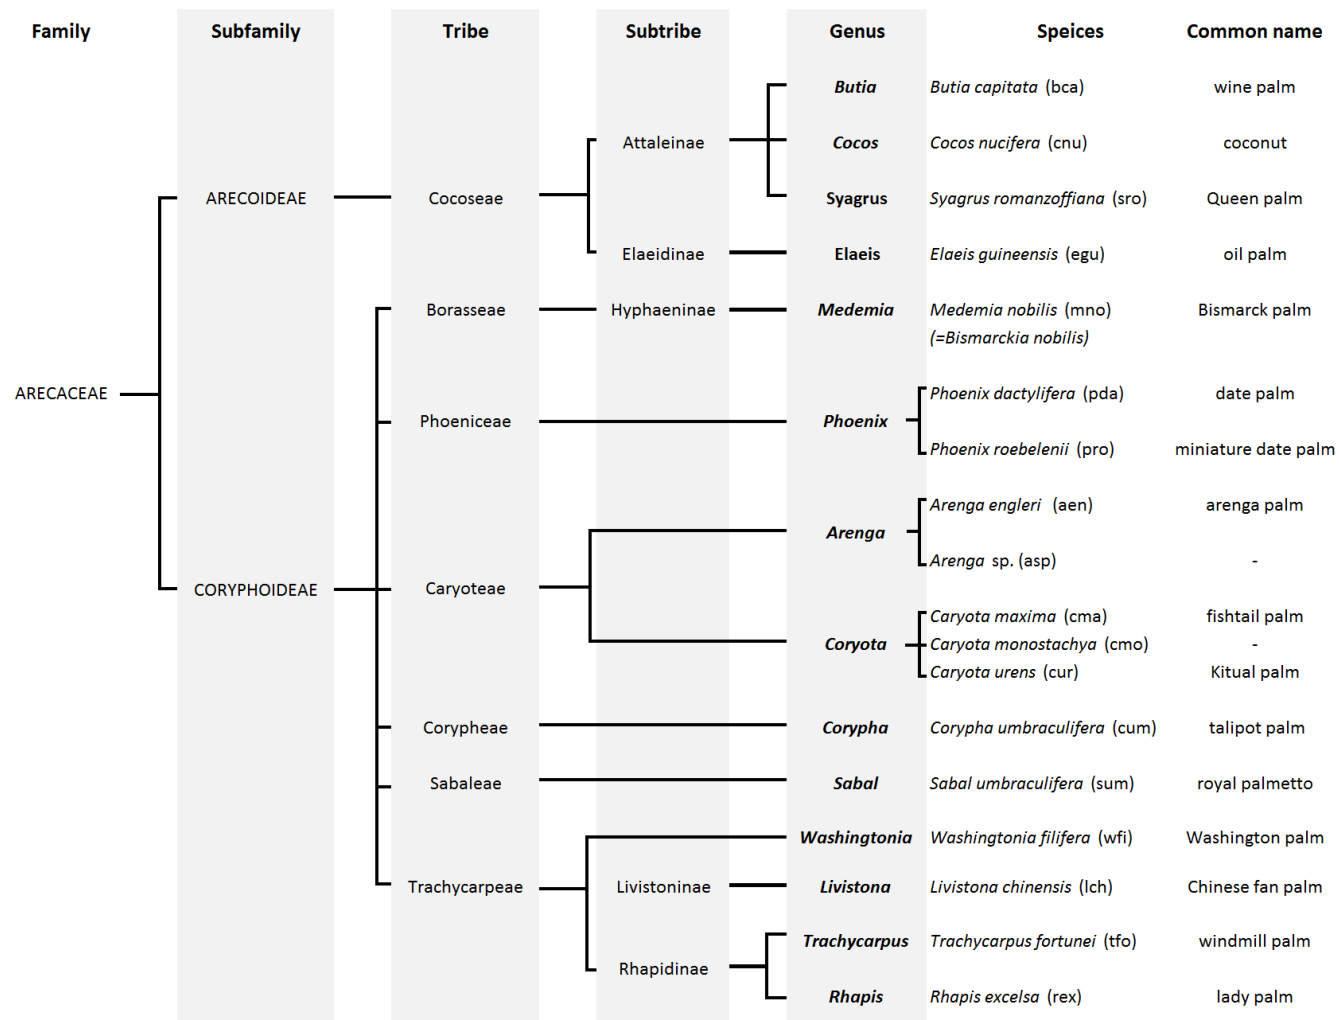 Family Subfamily Tribe Subtribe Genus Speices Common name
Butia Butia capitata (bca) wine palm
Attaleinae Cocos Cocos nucifera (cnu) coconut
ARECOIDEAE Cocoseae Syagrus Syagrus romanzoffiana (sro) Queen palm
Elaeidinae Elaeis Elaeis guineensis (egu) oil palm
Borasseae Hyphaeninae Medemia Medemia nobilis (mno) Bismarck palm
(=Bismarckia nobilis)
ARECACEAE Phoenix dactylifera (pda) date palm
Phoeniceae Phoenix
Phoenix roebelenii (pro) miniature date palm
Arenga engleri (aen) arenga palm
Arenga
Arenga sp. (asp) -
CORYPHOIDEAE Caryoteae
Caryota maxima (cma) fishtail palm
Coryota Caryota monostachya (cmo) -
Caryota urens (cur) Kitual palm
Corypheae Corypha Corypha umbraculifera (cum) talipot palm
Sabaleae Sabal Sabal umbraculifera (sum) royal palmetto
Washingtonia Washingtonia filifera (wfi) Washington palm
Trachycarpeae Livistoninae Livistona Livistona chinensis (lch) Chinese fan palm
Trachycarpus Trachycarpus fortunei (tfo) windmill palm
Rhapidinae
Rhapis Rhapis excelsa (rex) lady palm